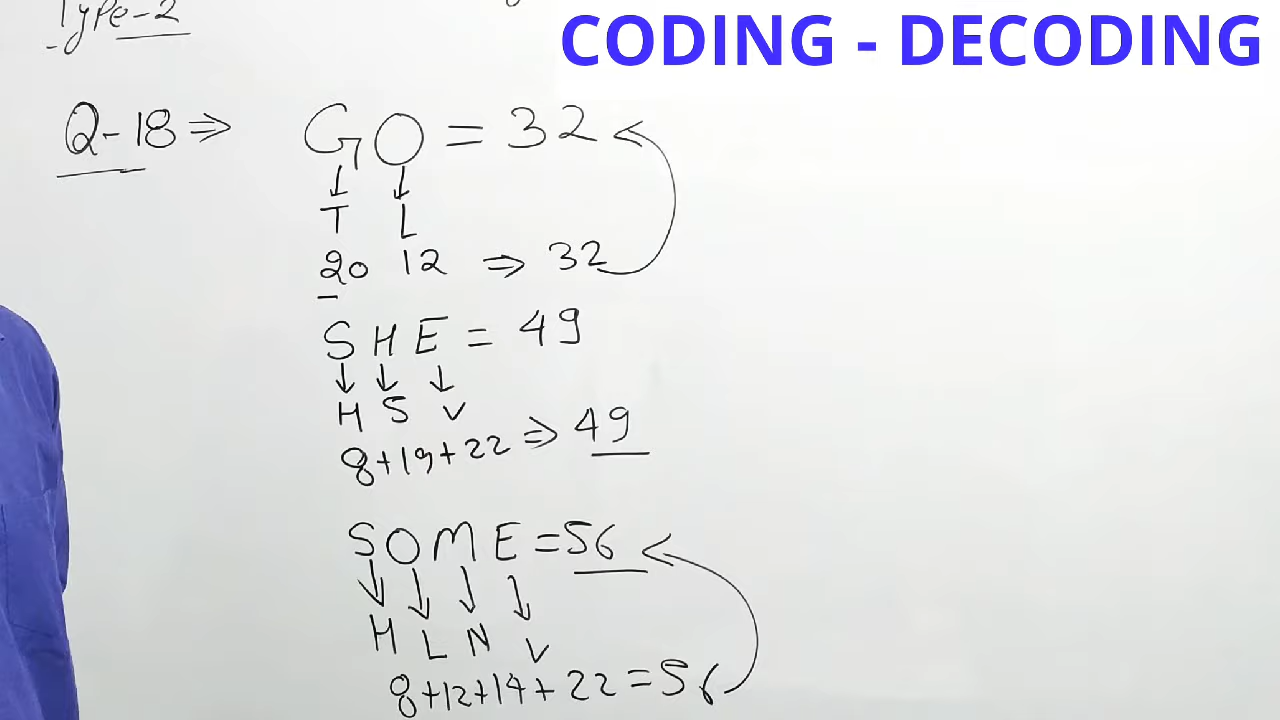 Type-2
CODING - DECODING
Q-18 ⇒ GO = 32
↓ ↓
T L
20 12 ⇒ 32
SHE = 49
↓ ↓ ↓
H S V
8+19+22 ⇒ 49
SOME = 56
↓ ↓ ↓ ↓
H L N V
8+12+14+22=56